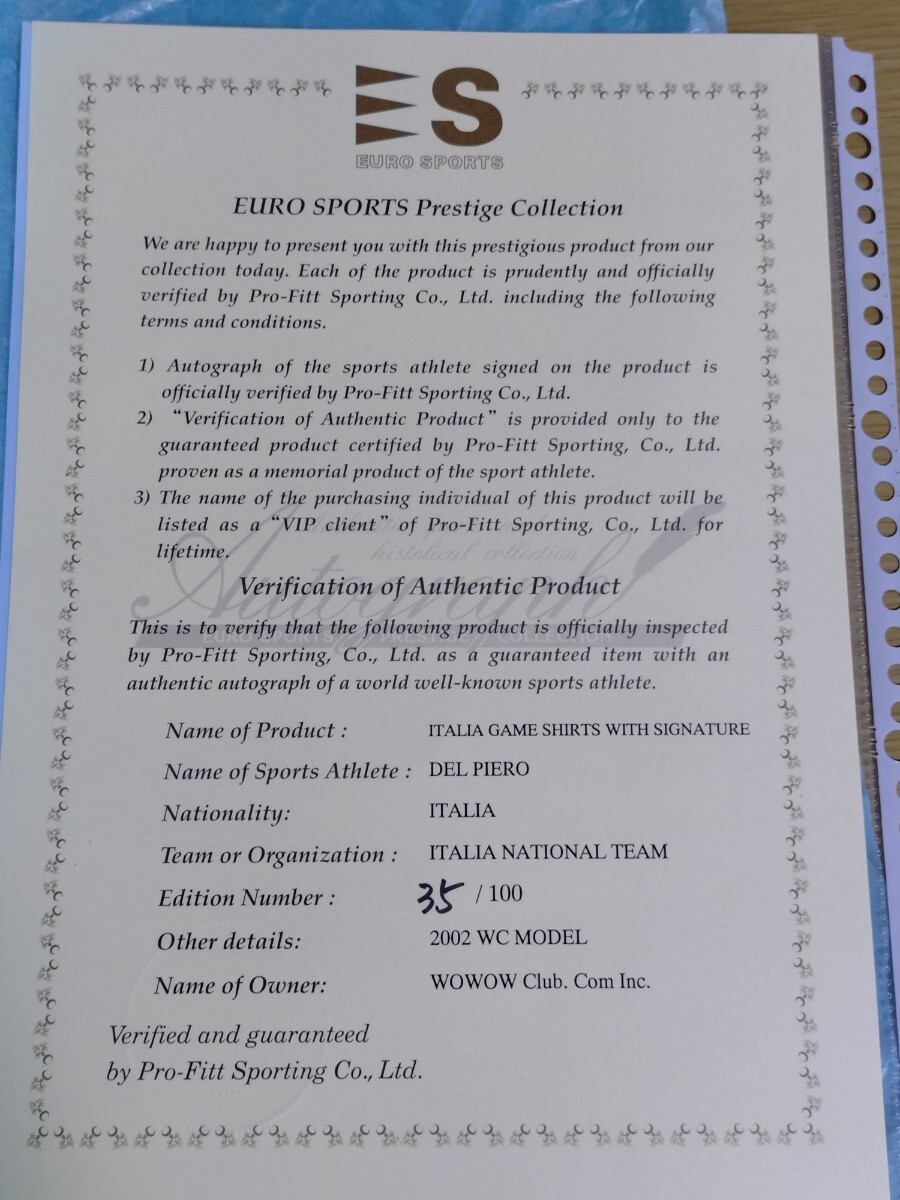 ES
EURO SPORTS
EURO SPORTS Prestige Collection
We are happy to present you with this prestigious product from our
collection today. Each of the product is prudently and officially
verified by Pro-Fitt Sporting Co., Ltd. including the following
terms and conditions.
1) Autograph of the sports athlete signed on the product is
officially verified by Pro-Fitt Sporting Co., Ltd.
2) “Verification of Authentic Product” is provided only to the
guaranteed product certified by Pro-Fitt Sporting, Co., Ltd.
proven as a memorial product of the sport athlete.
3) The name of the purchasing individual of this product will be
listed as a “VIP client” of Pro-Fitt Sporting, Co., Ltd. for
lifetime.
historical collection
Autograph
Verification of Authentic Product
This is to verify that the following product is officially inspected
EURO SPORTS PRESTIGE COLLECTION
by Pro-Fitt Sporting, Co., Ltd. as a guaranteed item with an
authentic autograph of a world well-known sports athlete.
Name of Product : ITALIA GAME SHIRTS WITH SIGNATURE
Name of Sports Athlete : DEL PIERO
Nationality: ITALIA
Team or Organization : ITALIA NATIONAL TEAM
Edition Number : 35 / 100
Other details: 2002 WC MODEL
Name of Owner: WOWOW Club. Com Inc.
Verified and guaranteed
by Pro-Fitt Sporting Co., Ltd.